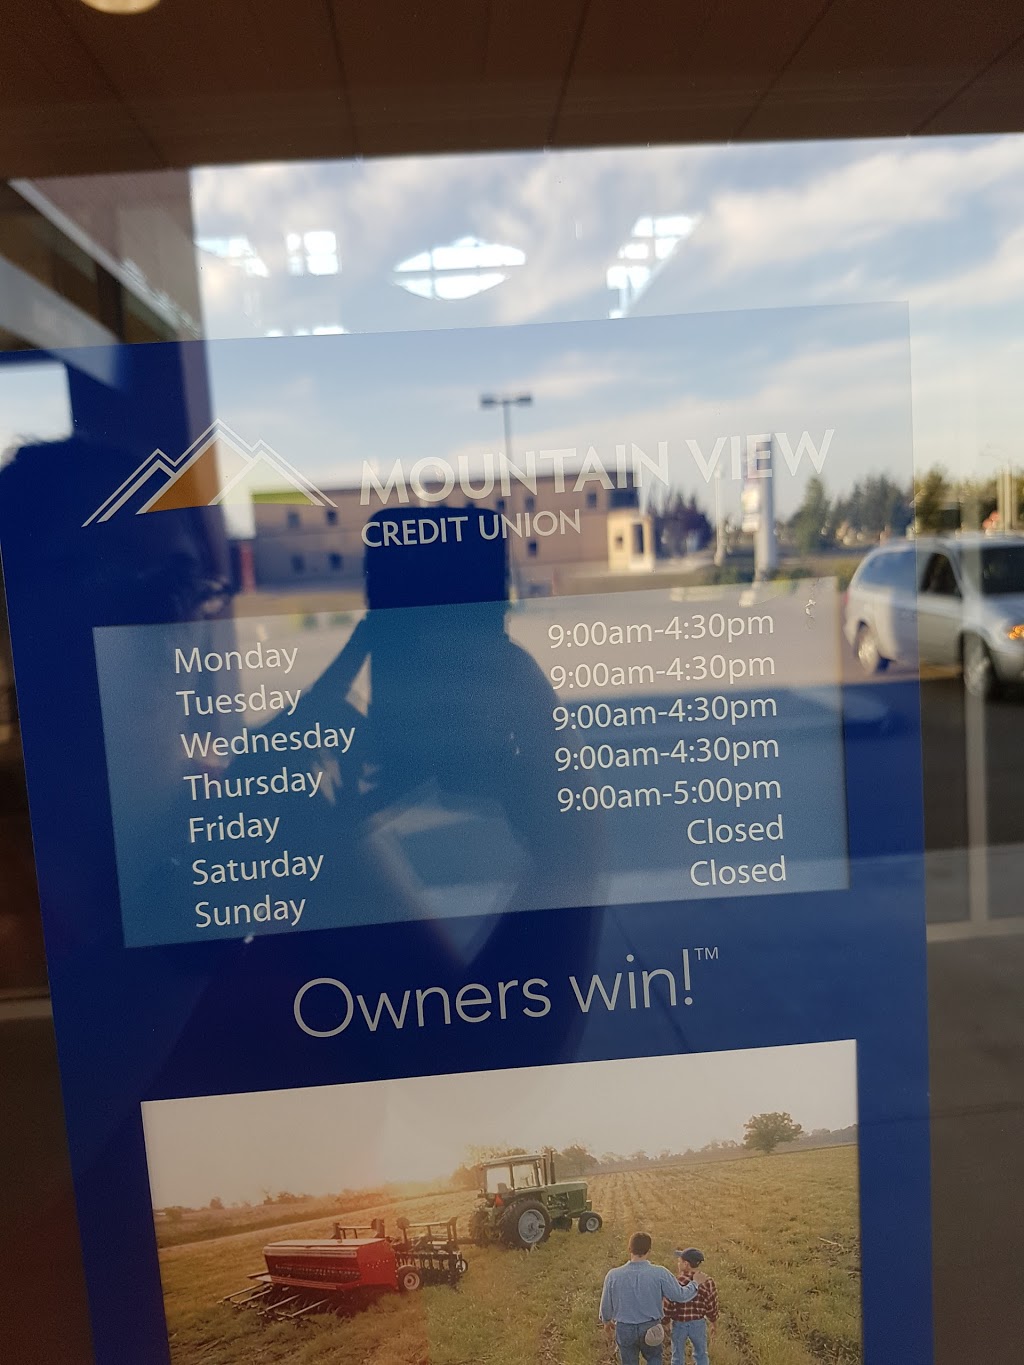 MOUNTAIN VIEW
CREDIT UNION
Monday 9:00am-4:30pm
Tuesday 9:00am-4:30pm
Wednesday 9:00am-4:30pm
Thursday 9:00am-4:30pm
Friday 9:00am-5:00pm
Saturday Closed
Sunday Closed
Owners win!™